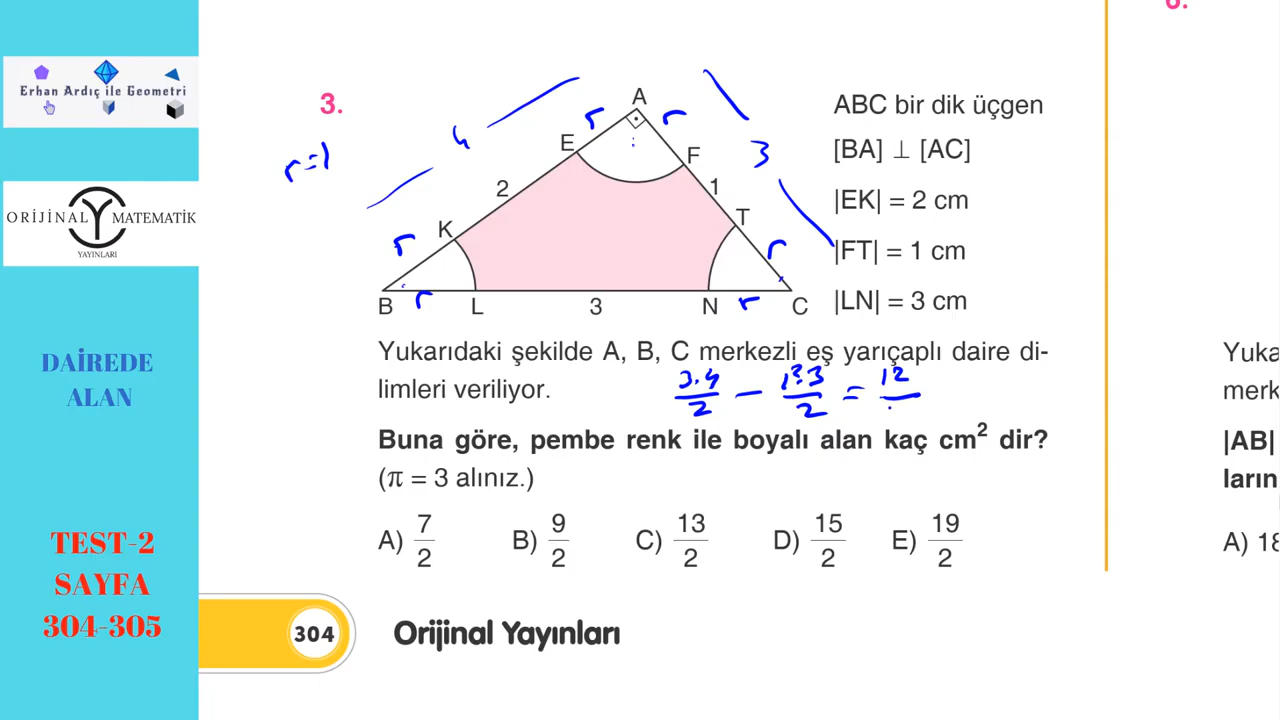 Erhan Ardıç ile Geometri
ORİJİNAL MATEMATİK
YAYINLARI
DAİREDE
ALAN
TEST-2
SAYFA
304-305
3.
A
E
F
K
T
B
L
N
C
2
1
3
r
r
r
r
r
r
4
3
r=1
ABC bir dik üçgen
[BA] ⊥ [AC]
|EK| = 2 cm
|FT| = 1 cm
|LN| = 3 cm
Yukarıdaki şekilde A, B, C merkezli eş yarıçaplı daire di-
limleri veriliyor.
3.4/2 − 1².3/2 = 12/
Buna göre, pembe renk ile boyalı alan kaç cm² dir?
(π = 3 alınız.)
A) 7/2 B) 9/2 C) 13/2 D) 15/2 E) 19/2
304 Orijinal Yayınları
6.
Yuka
merk
|AB|
ların
A) 18